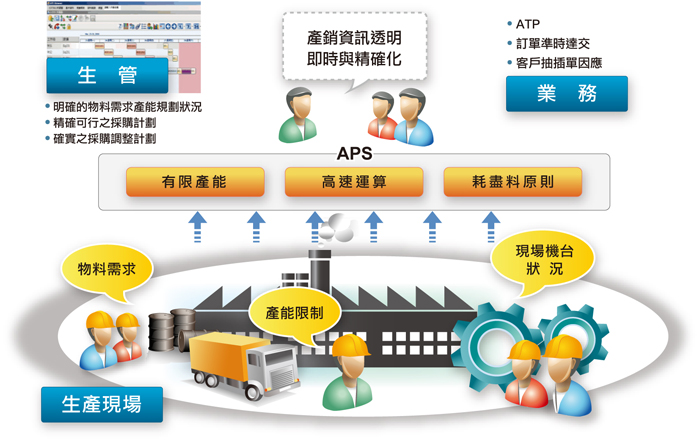 生管
• 明確的物料需求產能規劃狀況
• 精確可行之採購計劃
• 確實之採購調整計劃
產銷資訊透明
即時與精確化
• ATP
• 訂單準時達交
• 客戶抽插單因應
業務
APS
有限產能
高速運算
耗盡料原則
物料需求
產能限制
現場機台
狀況
生產現場